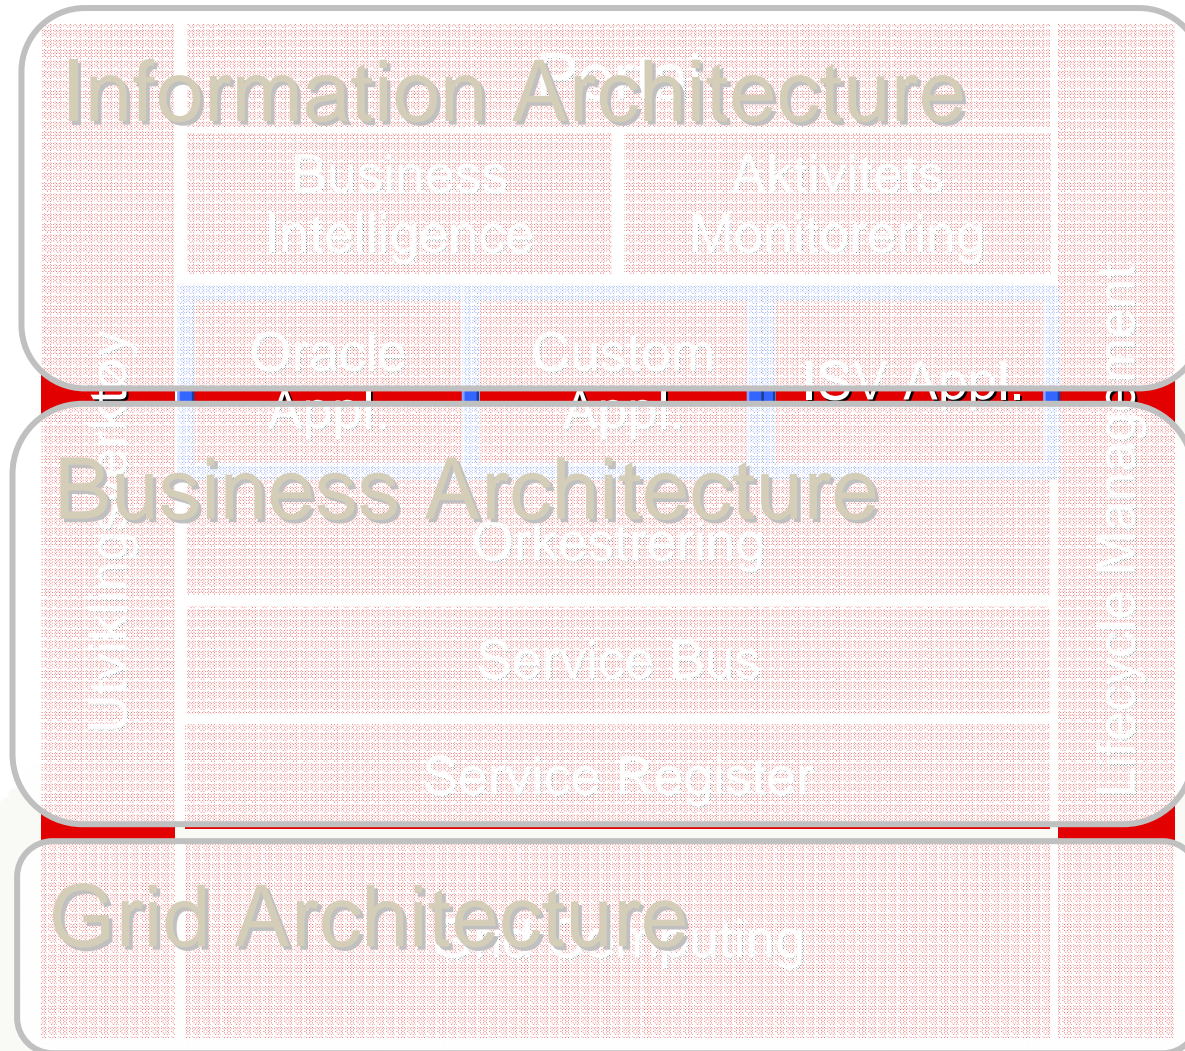 Information Architecture
Business
Intelligence
Aktivitets
Monitorering
Oracle
Appl.
Custom
Appl.
ISV Appl.
Business Architecture
Orkestrering
Service Bus
Service Register
Grid Architecture
Computing
Lifecycle Management